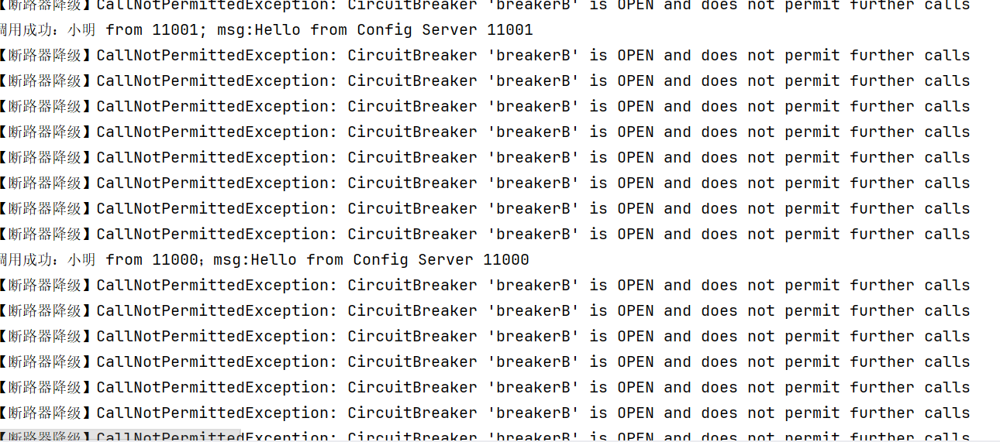 【断路器降级】CallNotPermittedException: CircuitBreaker 'breakerB' is OPEN and does not permit further calls
调用成功：小明 from 11001; msg:Hello from Config Server 11001
【断路器降级】CallNotPermittedException: CircuitBreaker 'breakerB' is OPEN and does not permit further calls
【断路器降级】CallNotPermittedException: CircuitBreaker 'breakerB' is OPEN and does not permit further calls
【断路器降级】CallNotPermittedException: CircuitBreaker 'breakerB' is OPEN and does not permit further calls
【断路器降级】CallNotPermittedException: CircuitBreaker 'breakerB' is OPEN and does not permit further calls
【断路器降级】CallNotPermittedException: CircuitBreaker 'breakerB' is OPEN and does not permit further calls
【断路器降级】CallNotPermittedException: CircuitBreaker 'breakerB' is OPEN and does not permit further calls
【断路器降级】CallNotPermittedException: CircuitBreaker 'breakerB' is OPEN and does not permit further calls
【断路器降级】CallNotPermittedException: CircuitBreaker 'breakerB' is OPEN and does not permit further calls
调用成功：小明 from 11000；msg:Hello from Config Server 11000
【断路器降级】CallNotPermittedException: CircuitBreaker 'breakerB' is OPEN and does not permit further calls
【断路器降级】CallNotPermittedException: CircuitBreaker 'breakerB' is OPEN and does not permit further calls
【断路器降级】CallNotPermittedException: CircuitBreaker 'breakerB' is OPEN and does not permit further calls
【断路器降级】CallNotPermittedException: CircuitBreaker 'breakerB' is OPEN and does not permit further calls
【断路器降级】CallNotPermittedException: CircuitBreaker 'breakerB' is OPEN and does not permit further calls
【断路器降级】CallNotPermittedException: CircuitBreaker 'breakerB' is OPEN and does not permit further calls
【断路器降级】CallNotPermittedException: CircuitBreaker 'breakerB' is OPEN and does not permit further calls